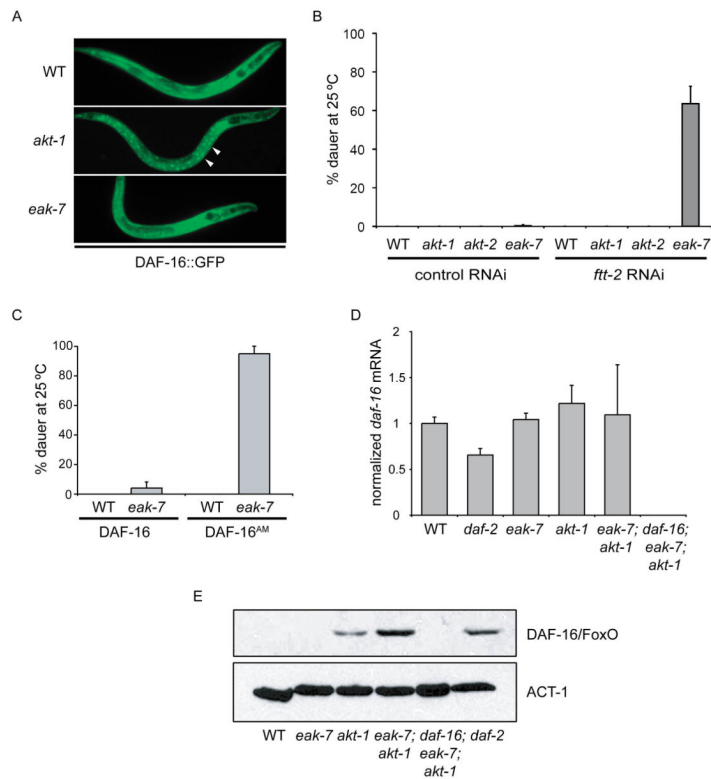 A
WT
akt-1
eak-7
DAF-16::GFP
B
% dauer at 25 ºC
100
80
60
40
20
0
WT akt-1 akt-2 eak-7 WT akt-1 akt-2 eak-7
control RNAi ftt-2 RNAi
C
% dauer at 25 ºC
100
80
60
40
20
0
WT eak-7 WT eak-7
DAF-16 DAF-16AM
D
normalized daf-16 mRNA
2
1.5
1
0.5
0
WT daf-2 eak-7 akt-1 eak-7; daf-16;
akt-1 eak-7;
akt-1
E
DAF-16/FoxO
ACT-1
WT eak-7 akt-1 eak-7; daf-16; daf-2
akt-1 eak-7;
akt-1